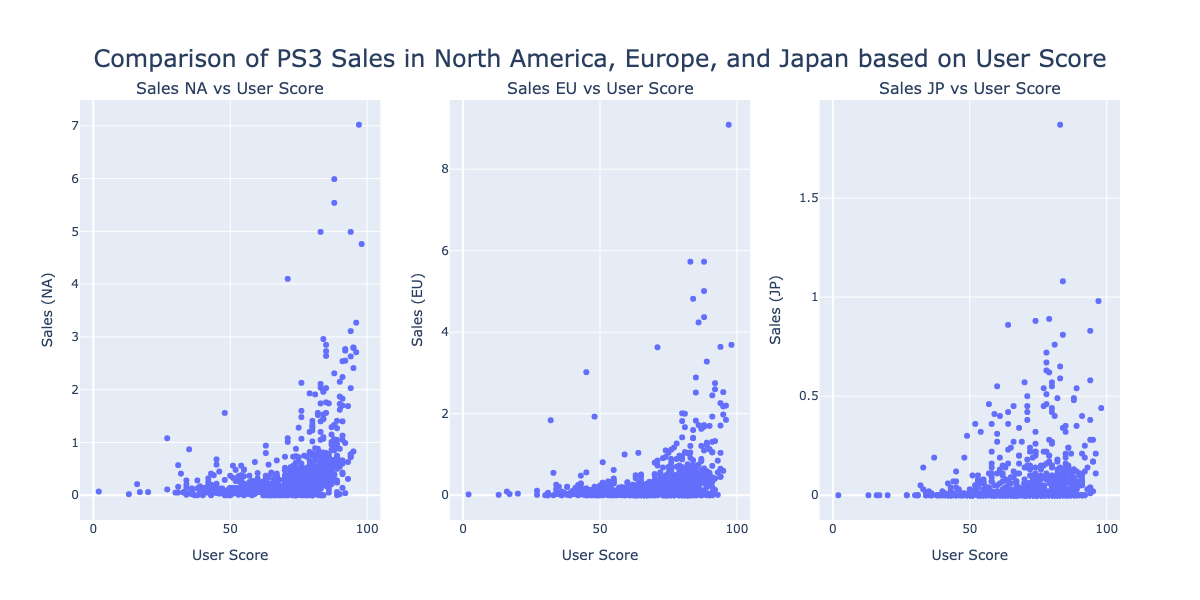 Comparison of PS3 Sales in North America, Europe, and Japan based on User Score
Sales NA vs User Score
Sales EU vs User Score
Sales JP vs User Score
Sales (NA)
7
6
5
4
3
2
1
0
0
50
100
User Score
Sales (EU)
8
6
4
2
0
0
50
100
User Score
Sales (JP)
1.5
1
0.5
0
0
50
100
User Score